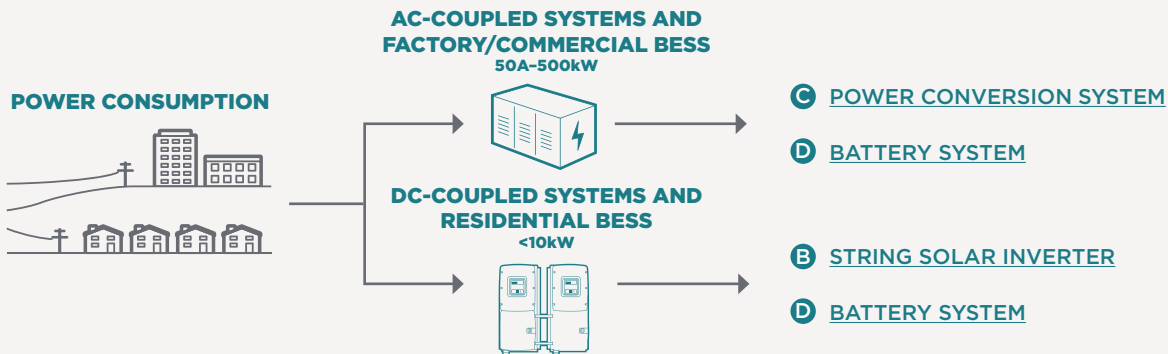 AC-COUPLED SYSTEMS AND
FACTORY/COMMERCIAL BESS
50A–500kW
POWER CONSUMPTION
C POWER CONVERSION SYSTEM
D BATTERY SYSTEM
DC-COUPLED SYSTEMS AND
RESIDENTIAL BESS
<10kW
B STRING SOLAR INVERTER
D BATTERY SYSTEM